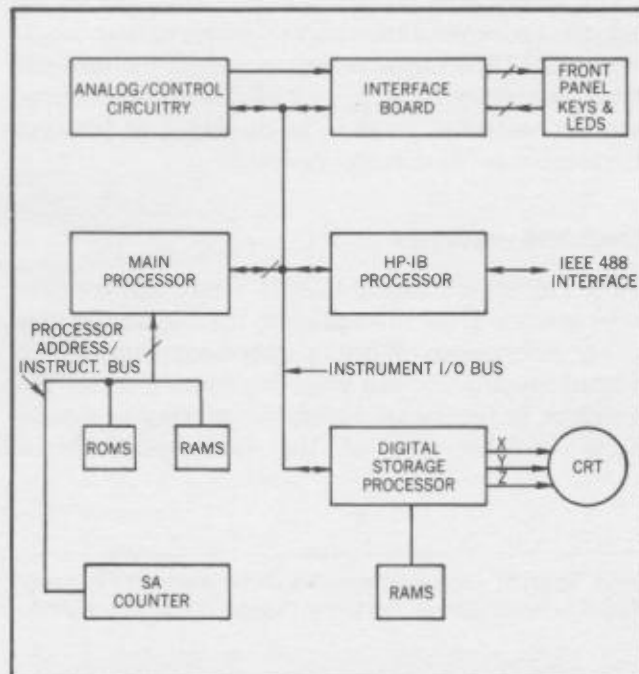 ANALOG/CONTROL
CIRCUITRY
INTERFACE
BOARD
FRONT
PANEL
KEYS &
LEDS
MAIN
PROCESSOR
HP-IB
PROCESSOR
IEEE 488
INTERFACE
PROCESSOR
ADDRESS/
INSTRUCT. BUS
INSTRUMENT I/O BUS
ROMS
RAMS
DIGITAL
STORAGE
PROCESSOR
X
Y
Z
CRT
SA
COUNTER
RAMS